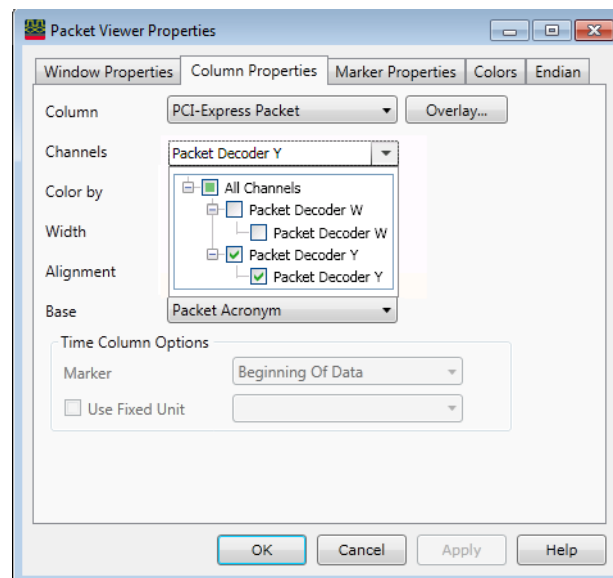 Packet Viewer Properties
Window Properties Column Properties Marker Properties Colors Endian
Column PCI-Express Packet Overlay...
Channels Packet Decoder Y
All Channels
Color by
Packet Decoder W
Width
Packet Decoder W
Packet Decoder Y
Alignment
Packet Decoder Y
Base Packet Acronym
Time Column Options
Marker Beginning Of Data
Use Fixed Unit
OK Cancel Apply Help